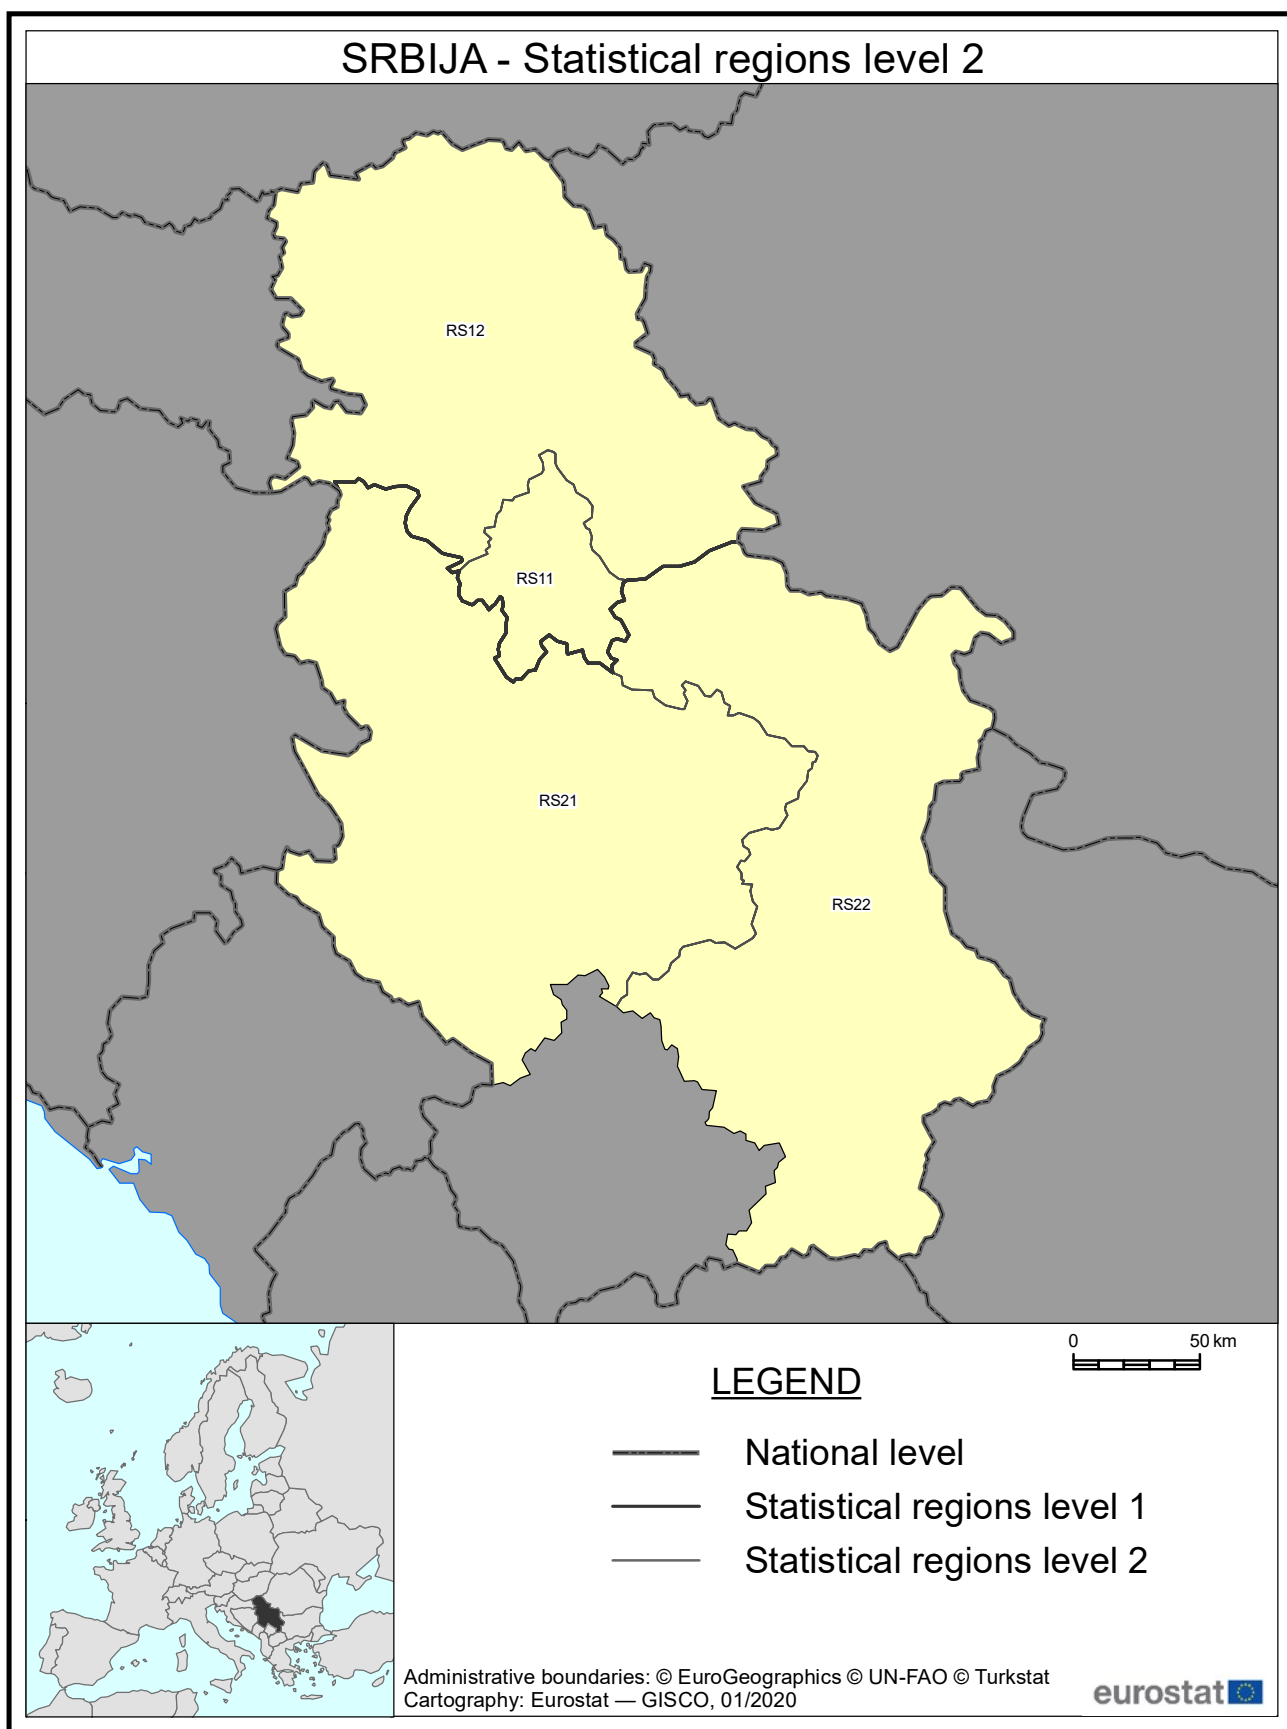 SRBIJA - Statistical regions level 2
RS12
RS11
RS21
RS22
0 50 km
LEGEND
National level
Statistical regions level 1
Statistical regions level 2
Administrative boundaries: © EuroGeographics © UN-FAO © Turkstat
Cartography: Eurostat — GISCO, 01/2020
eurostat